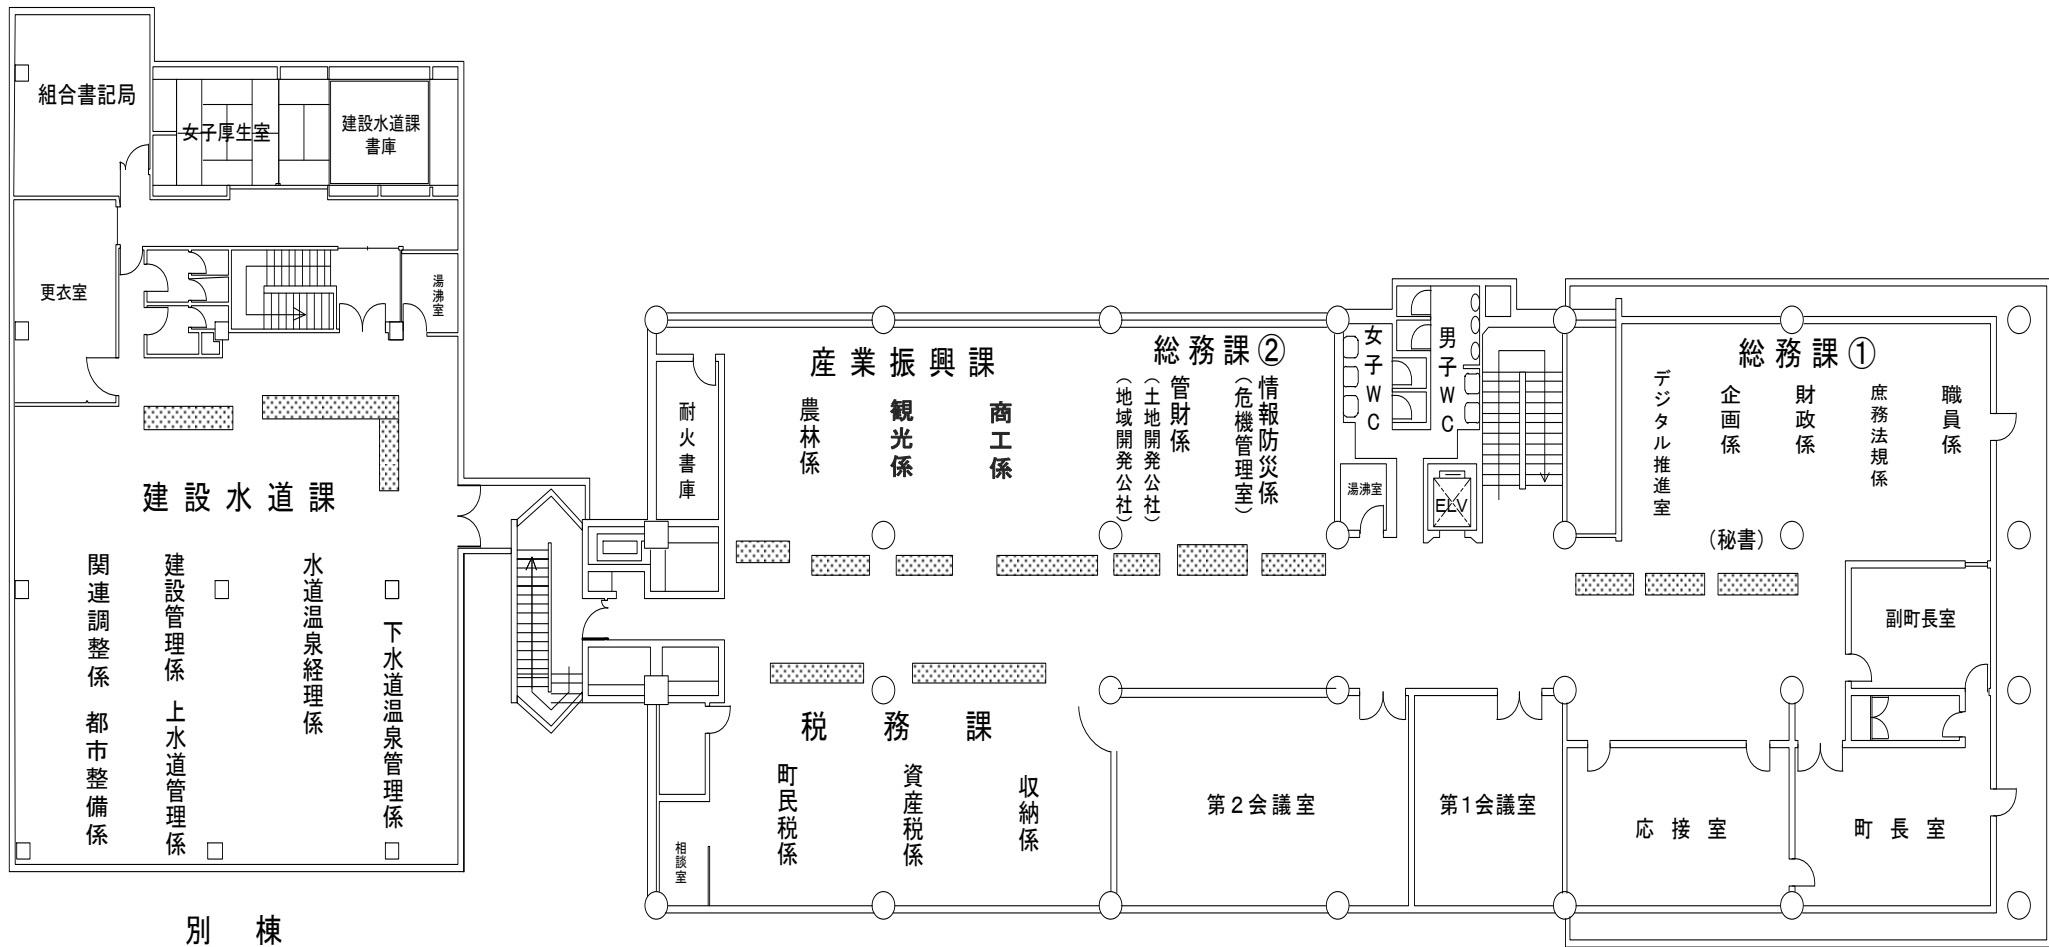 組合書記局
女子厚生室
建設水道課
書庫
更衣室
湯沸室
建設水道課
関連調整係 都市整備係
建設管理係 上水道管理係
水道温泉経理係
下水道温泉管理係
別棟
耐火書庫
産業振興課
農林係
観光係
商工係
総務課②
(地域開発公社)
(土地開発公社)
管財係
(危機管理室)
情報防災係
女子WC
男子WC
湯沸室
ELV
総務課①
デジタル推進室
企画係
財政係
庶務法規係
職員係
(秘書)
副町長室
税務課
町民税係
資産税係
収納係
相談室
第2会議室
第1会議室
応接室
町長室